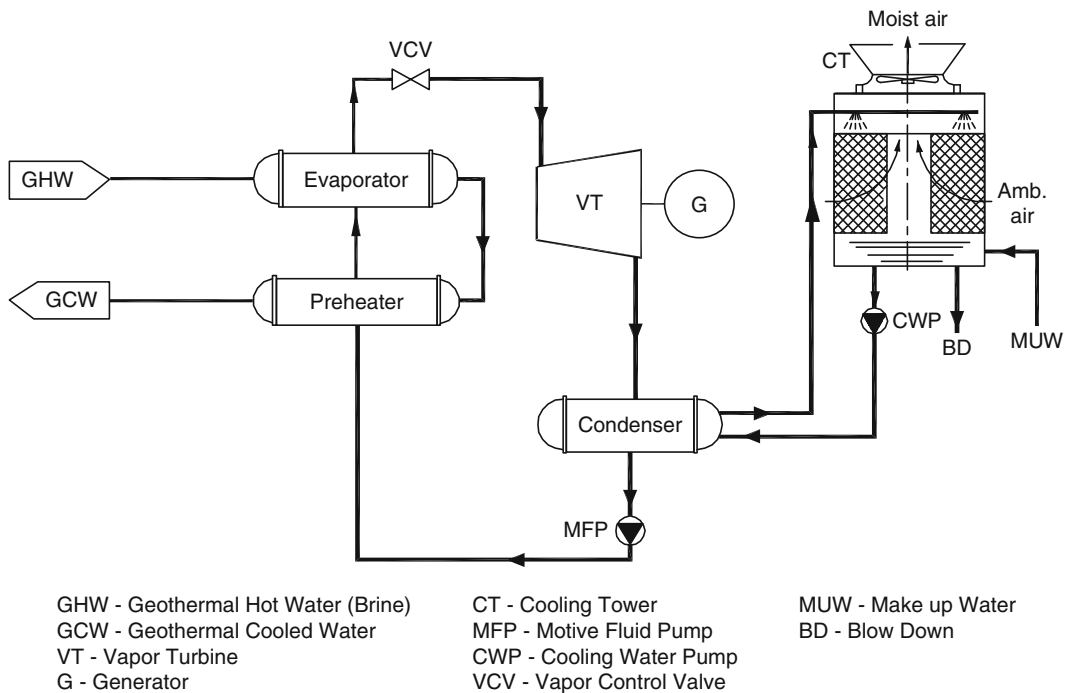 Moist air
VCV
CT
GHW
Evaporator
VT
G
Amb.
air
GCW
Preheater
CWP
BD
MUW
Condenser
MFP
GHW - Geothermal Hot Water (Brine)
GCW - Geothermal Cooled Water
VT - Vapor Turbine
G - Generator
CT - Cooling Tower
MFP - Motive Fluid Pump
CWP - Cooling Water Pump
VCV - Vapor Control Valve
MUW - Make up Water
BD - Blow Down